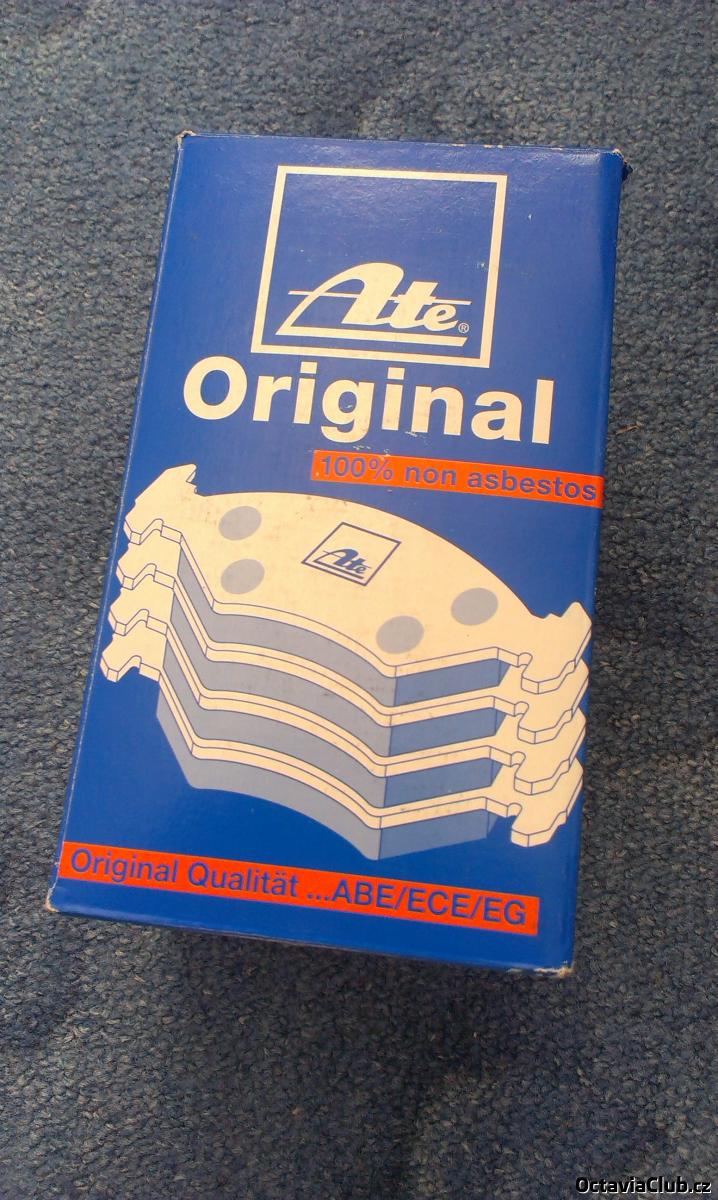 Ate®
Original
100% non asbestos
Ate
Original Qualität ...ABE/ECE/EG
OctaviaClub.cz